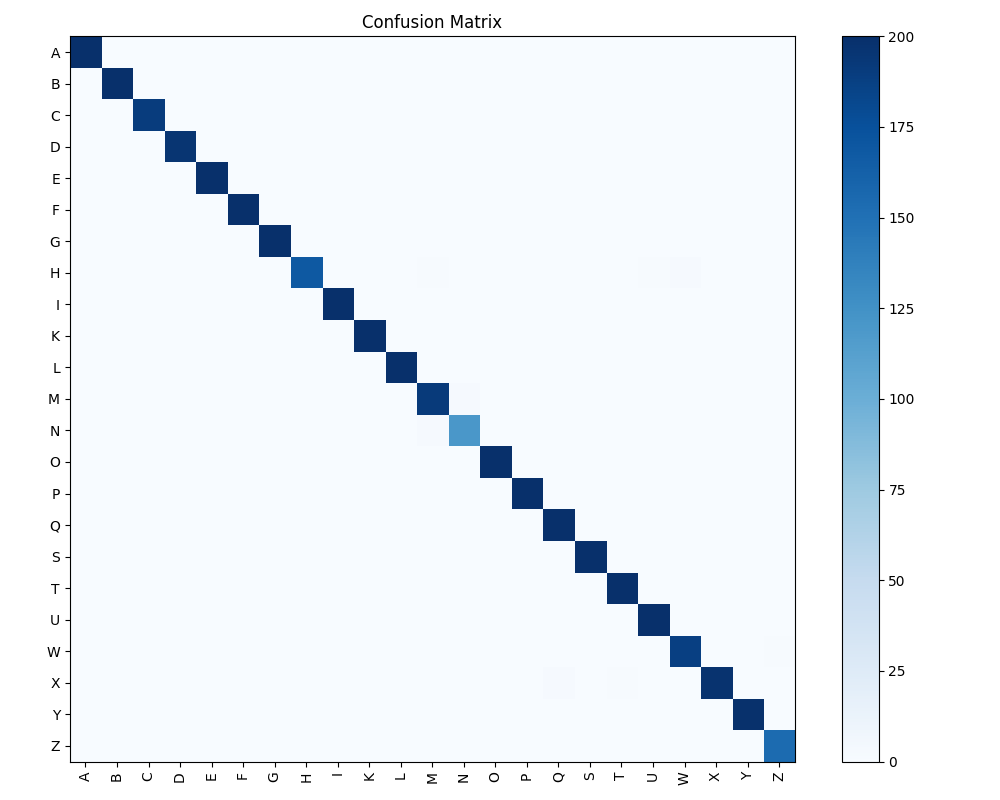 Confusion Matrix
A
B
C
D
E
F
G
H
I
K
L
M
N
O
P
Q
S
T
U
W
X
Y
Z
A B C D E F G H I K L M N O P Q S T U W X Y Z
200
175
150
125
100
75
50
25
0